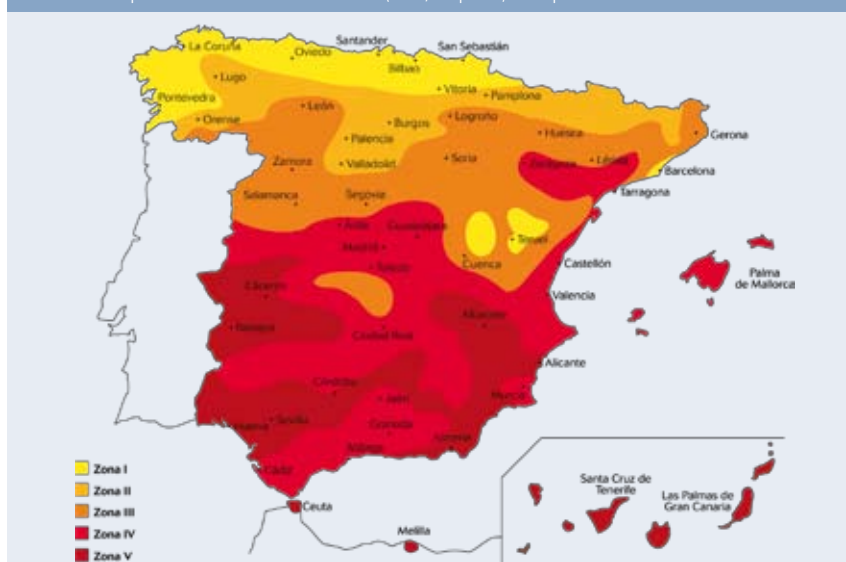 La Coruña
Oviedo
Santander
San Sebastián
Bilbao
Lugo
Vitoria
Pamplona
Pontevedra
León
Orense
Burgos
Logroño
Huesca
Gerona
Palencia
Zamora
Valladolid
Soria
Zaragoza
Lérida
Barcelona
Tarragona
Salamanca
Segovia
Ávila
Guadalajara
Madrid
Teruel
Toledo
Cuenca
Castellón
Palma
de Mallorca
Cáceres
Valencia
Albacete
Badajoz
Ciudad Real
Alicante
Córdoba
Jaén
Murcia
Huelva
Sevilla
Granada
Almería
Málaga
Cádiz
Ceuta
Melilla
Santa Cruz de
Tenerife
Las Palmas de
Gran Canaria
Zona I
Zona II
Zona III
Zona IV
Zona V